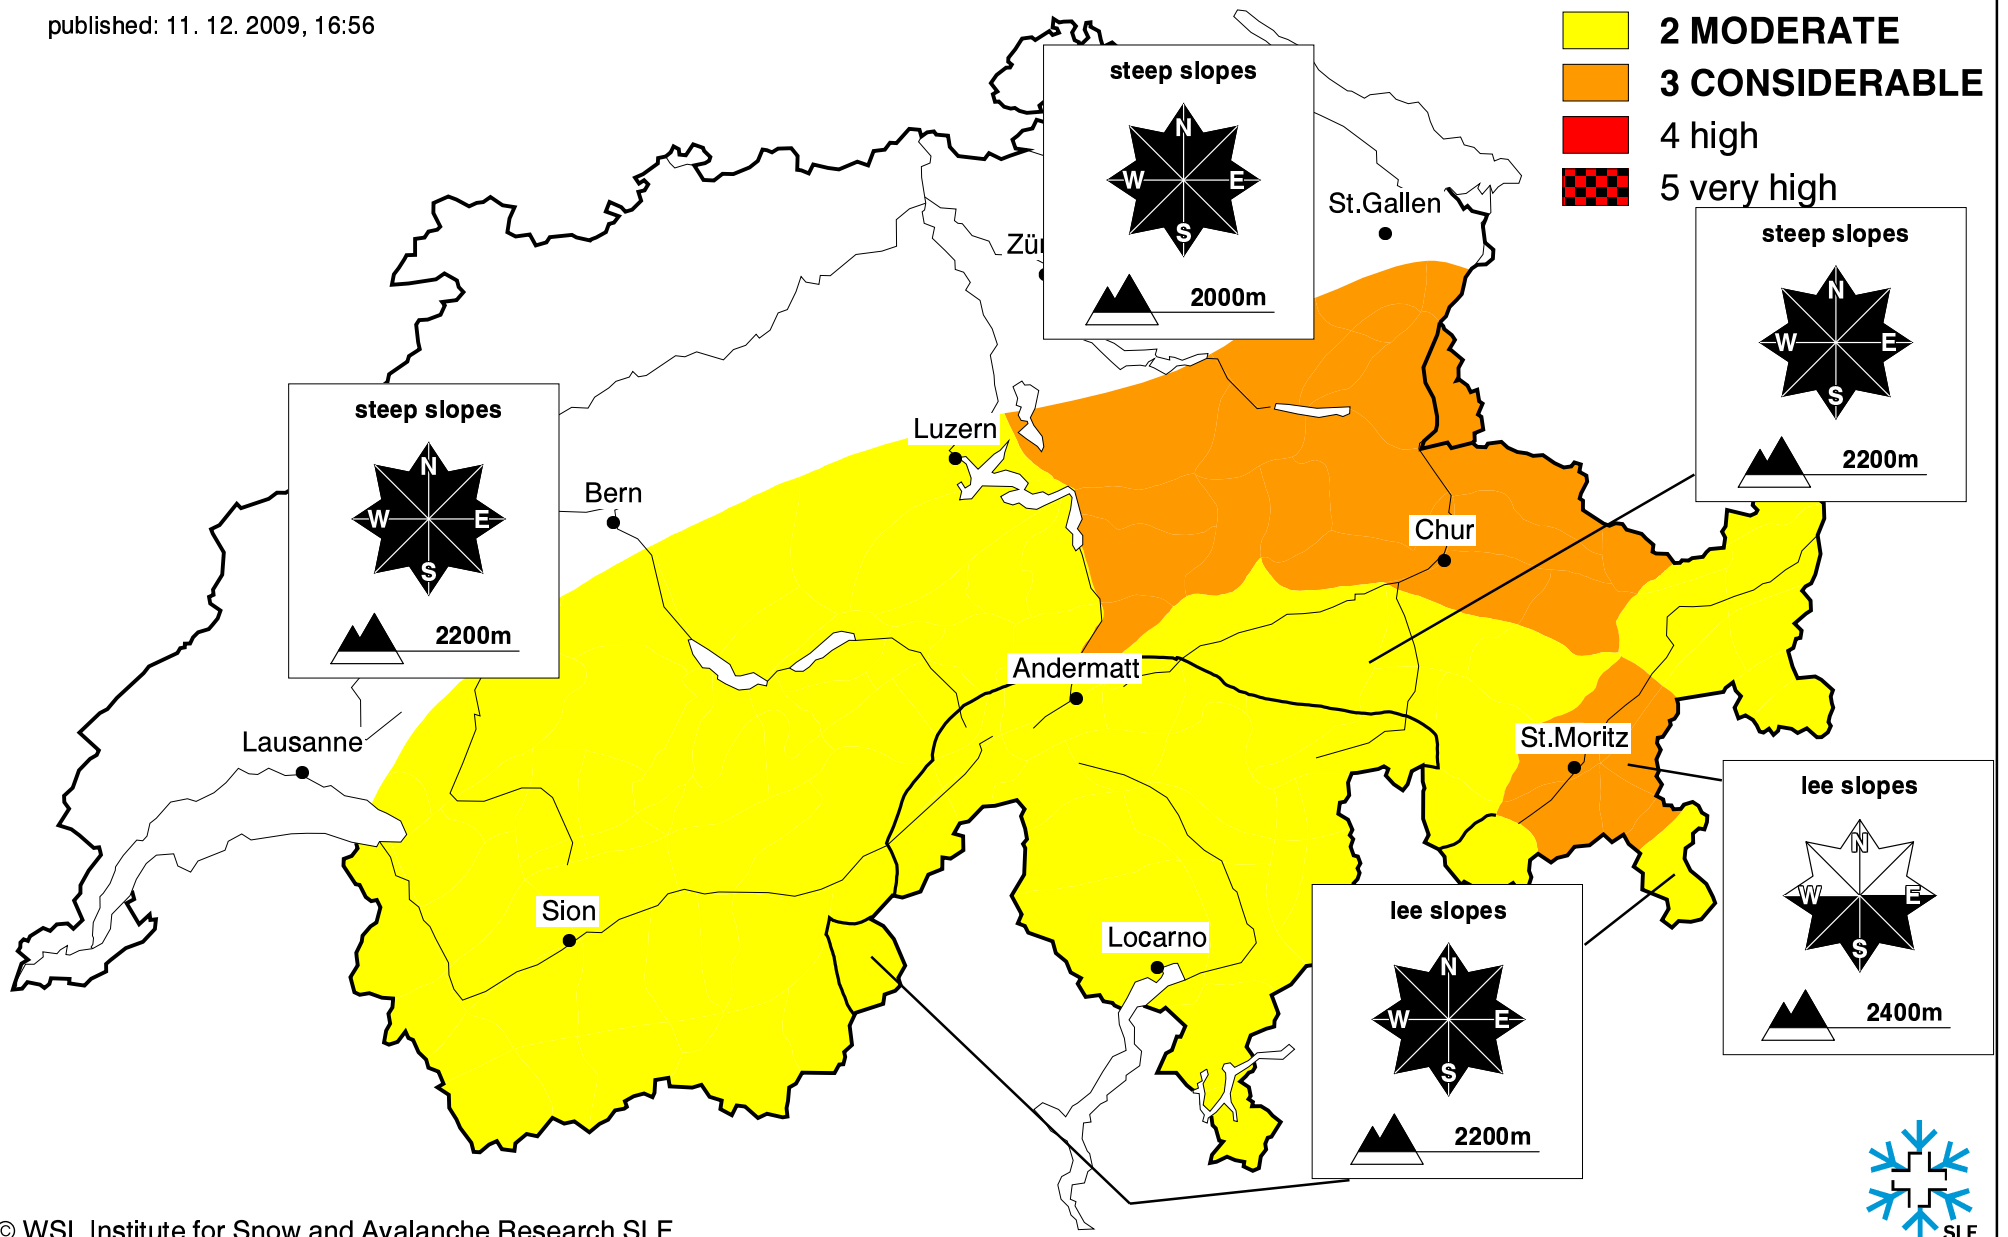 published: 11. 12. 2009, 16:56
2 MODERATE
3 CONSIDERABLE
4 high
5 very high
steep slopes
N
W E
S
2000m
St.Gallen
Zür
steep slopes
N
W E
S
2200m
steep slopes
N
W E
S
2200m
Luzern
Bern
Chur
Andermatt
Lausanne
St.Moritz
lee slopes
N
W E
S
2400m
Sion
Locarno
lee slopes
N
W E
S
2200m
© WSL Institute for Snow and Avalanche Research SLF
SLF